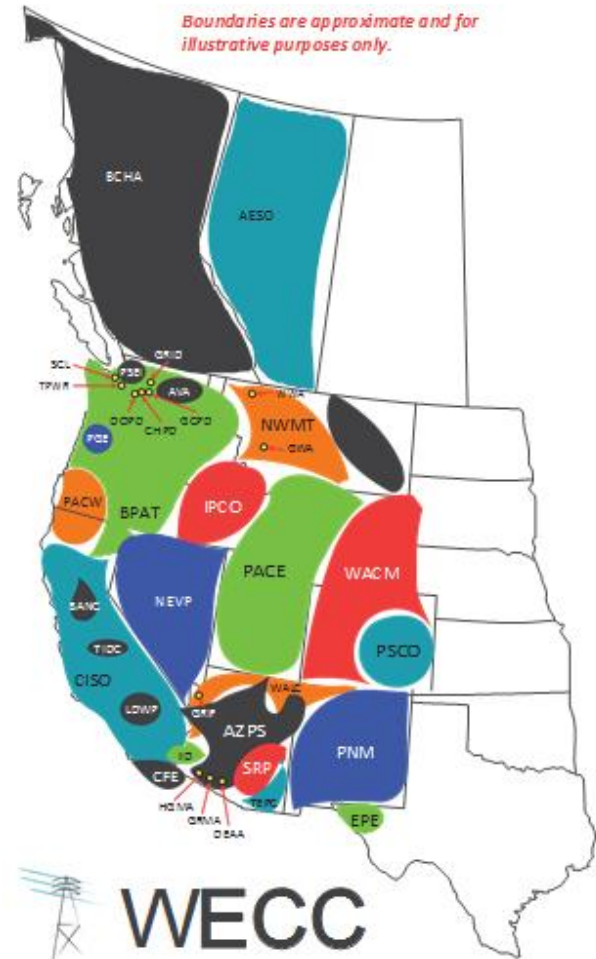 Boundaries are approximate and for
illustrative purposes only.
BCHA
AESO
GRID
SCL
PSEI
TPWR
AVA
WWA
DOPD
GCPD
CHPD
NWMT
GWA
PGE
PACW
BPAT
IPCO
PACE
WACM
NEVP
BANC
TIDC
PSCO
CISO
WALC
LDWP
GRIF
AZPS
PNM
IID
CFE
SRP
HGMA
TEPC
GRMA
DEAA
EPE
WECC